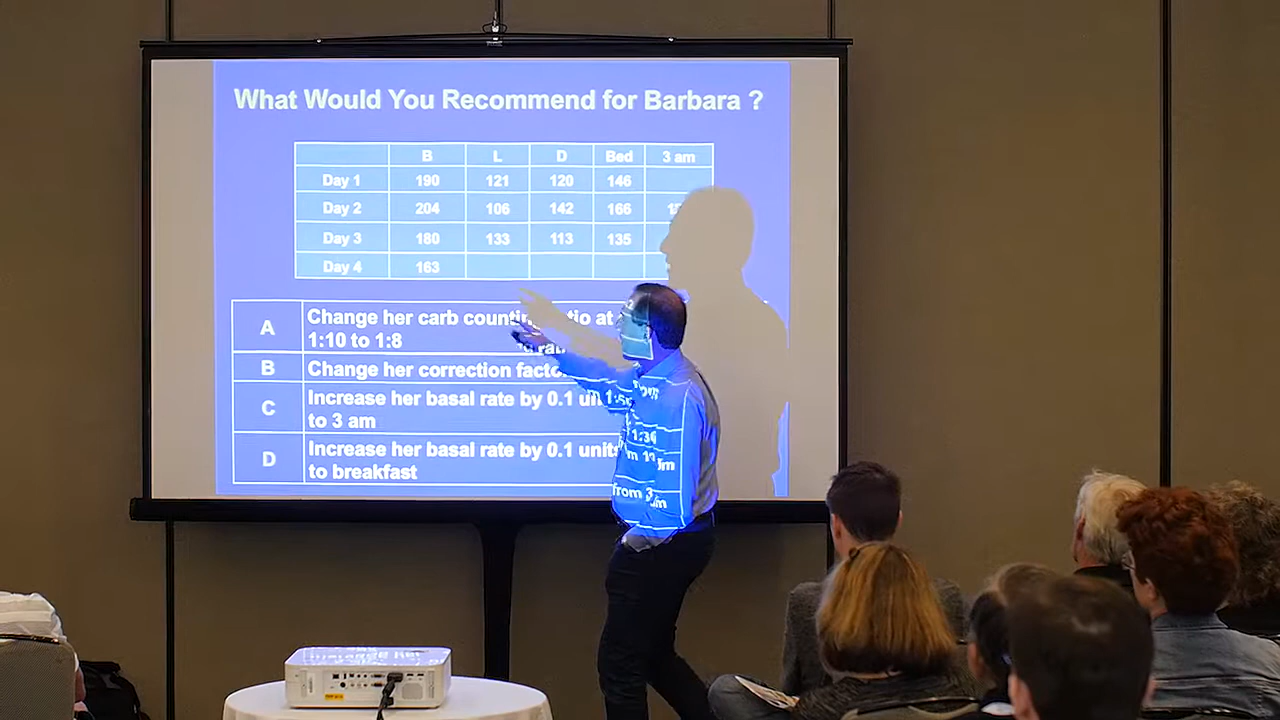 What Would You Recommend for Barbara ?
B L D Bed 3 am
Day 1 190 121 120 146
Day 2 204 106 142 166
Day 3 180 133 113 135
Day 4 163
A Change her carb counting
1:10 to 1:8
B Change her correction
C Increase her basal rate by 0.1
to 3 am
D Increase her basal rate by 0.1 units
to breakfast
from 3